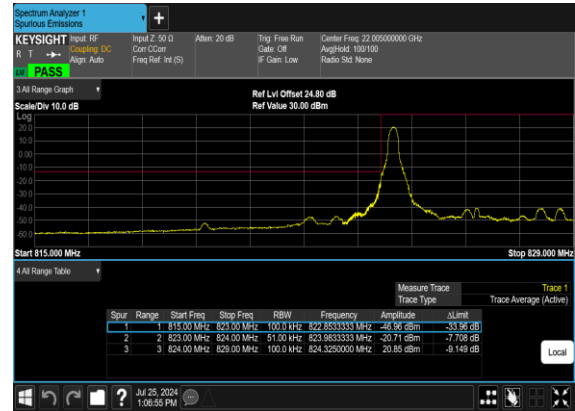 Spectrum Analyzer 1
Spurious Emissions
+
KEYSIGHT Input: RF Input Z: 50 Ω Atten: 20 dB Trig: Free Run Center Freq: 22.005000000 GHz
R T Coupling: DC Corr CCorr Gate: Off Avg|Hold: 100/100
Align: Auto Freq Ref: Int (S) IF Gain: Low Radio Std: None
LW PASS
3 All Range Graph Ref Lvl Offset 24.80 dB
Scale/Div 10.0 dB Ref Value 30.00 dBm
Log
20.0
10.0
0.00
-10.0
-20.0
-30.0
-40.0
-50.0
-60.0
Start 815.000 MHz Stop 829.000 MHz
4 All Range Table
Measure Trace Trace 1
Trace Type Trace Average (Active)
Spur Range Start Freq Stop Freq RBW Frequency Amplitude ΔLimit
1 1 815.00 MHz 823.00 MHz 100.0 kHz 822.8533333 MHz -46.96 dBm -33.96 dB
2 2 823.00 MHz 824.00 MHz 51.00 kHz 823.9833333 MHz -20.71 dBm -7.708 dB
3 3 824.00 MHz 829.00 MHz 100.0 kHz 824.3250000 MHz 20.85 dBm -9.149 dB
Local
? Jul 25, 2024
1:06:55 PM